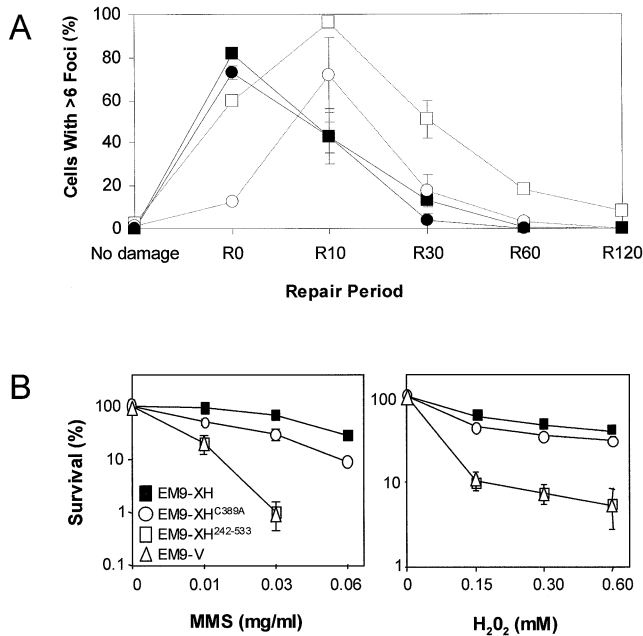 A
Cells With >6 Foci (%)
100
80
60
40
20
0
No damage R0 R10 R30 R60 R120
Repair Period
B
Survival (%)
100
10
1
0.1
EM9-XH
EM9-XH^C389A
EM9-XH^242-533
EM9-V
0 0.01 0.03 0.06
MMS (mg/ml)
100
10
1
0 0.15 0.30 0.60
H₂0₂ (mM)